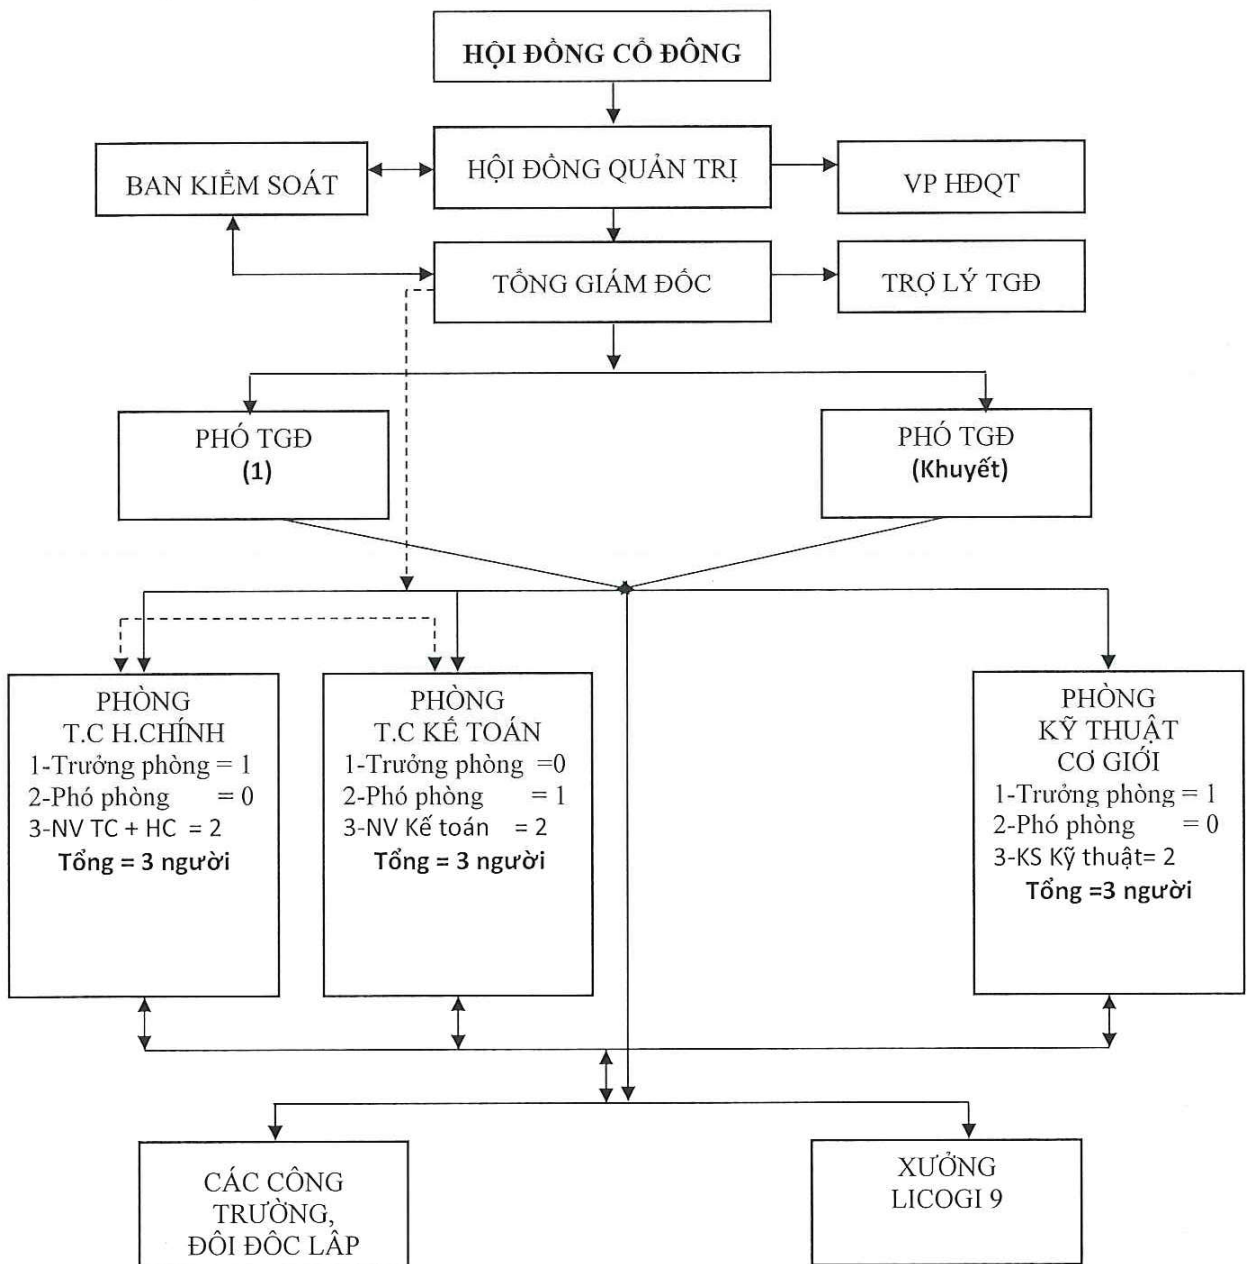 HỘI ĐỒNG CỔ ĐÔNG
BAN KIỂM SOÁT
HỘI ĐỒNG QUẢN TRỊ
VP HĐQT
TỔNG GIÁM ĐỐC
TRỢ LÝ TGĐ
PHÓ TGĐ
(1)
PHÓ TGĐ
(Khuyết)
PHÒNG
T.C H.CHÍNH
1-Trưởng phòng = 1
2-Phó phòng = 0
3-NV TC + HC = 2
Tổng = 3 người
PHÒNG
T.C KẾ TOÁN
1-Trưởng phòng =0
2-Phó phòng = 1
3-NV Kế toán = 2
Tổng = 3 người
PHÒNG
KỸ THUẬT
CƠ GIỚI
1-Trưởng phòng = 1
2-Phó phòng = 0
3-KS Kỹ thuật= 2
Tổng =3 người
CÁC CÔNG
TRƯỜNG,
ĐÔI ĐÔC LÂP
XƯỞNG
LICOGI 9